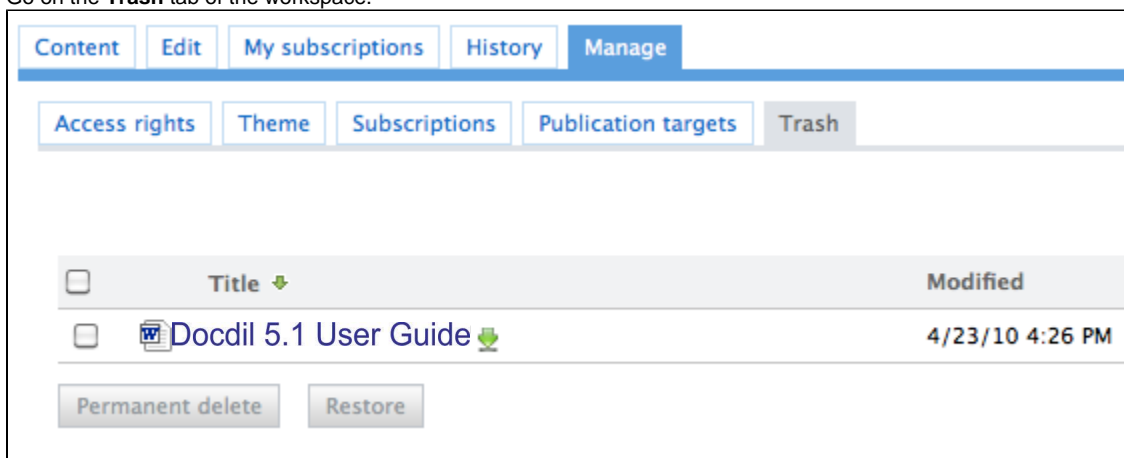 Go on the Trash tab of the workspace.
Content Edit My subscriptions History Manage
Access rights Theme Subscriptions Publication targets Trash
Title Modified
Docdil 5.1 User Guide 4/23/10 4:26 PM
Permanent delete Restore